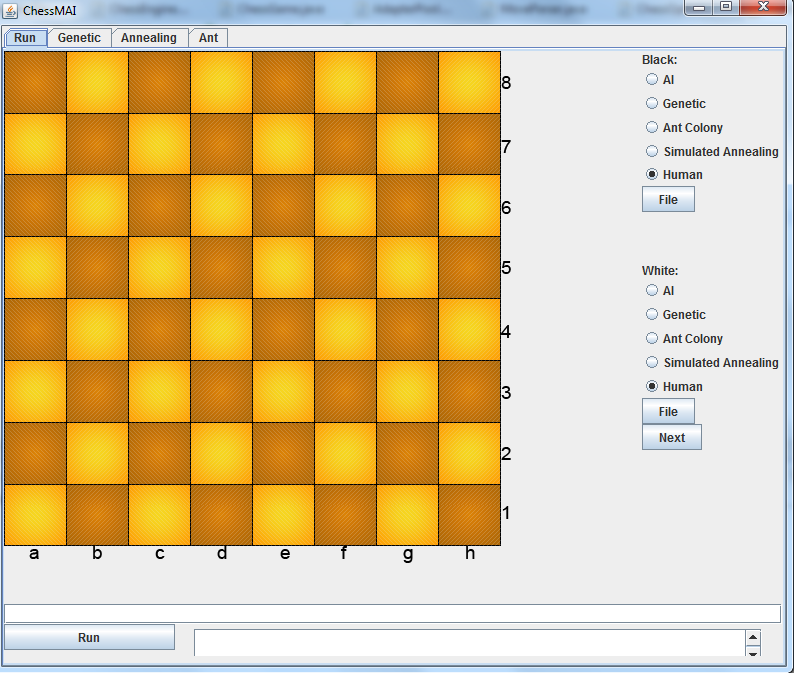 ChessMAI
Run Genetic Annealing Ant
Black:
AI
Genetic
Ant Colony
Simulated Annealing
Human
File
White:
AI
Genetic
Ant Colony
Simulated Annealing
Human
File
Next
8
7
6
5
4
3
2
1
a b c d e f g h
Run